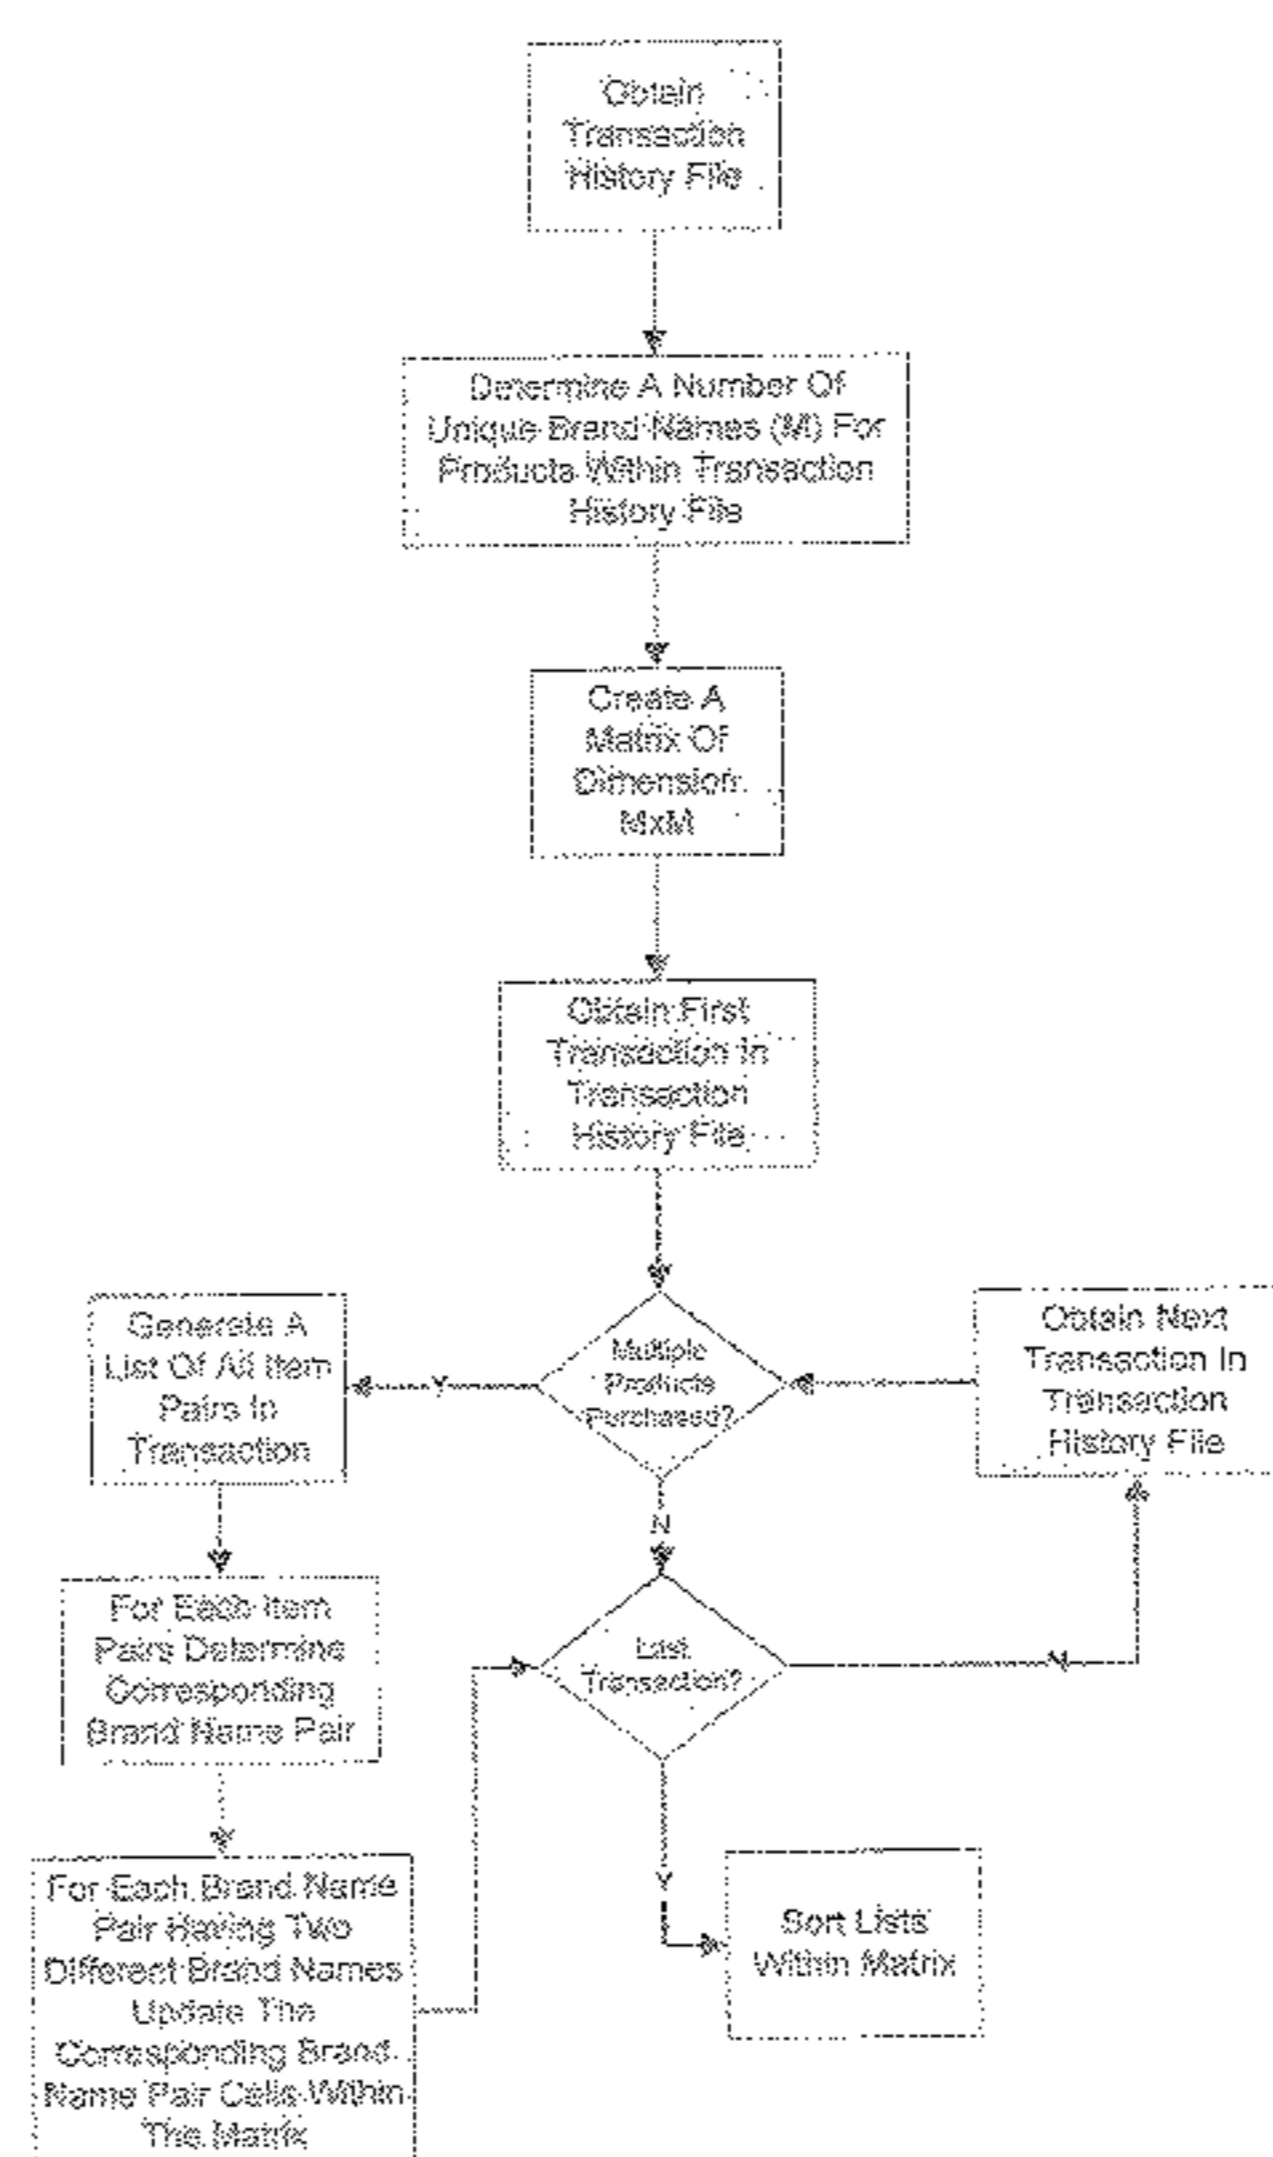 Obtain
Transaction
History File
Determine A Number Of
Unique Brand Names (M) For
Products Within Transaction
History File
Create A
Matrix Of
Dimension
MxM
Obtain First
Transaction In
Transaction
History File
Multiple
Products
Purchased?
Y
N
Generate A
List Of All Item
Pairs In
Transaction
Obtain Next
Transaction In
Transaction
History File
For Each Item
Pairs Determine
Corresponding
Brand Name Pair
Last
Transaction?
N
Y
For Each Brand Name
Pair Having Two
Different Brand Names
Update The
Corresponding Brand
Name Pair Cells Within
The Matrix
Sort Lists
Within Matrix